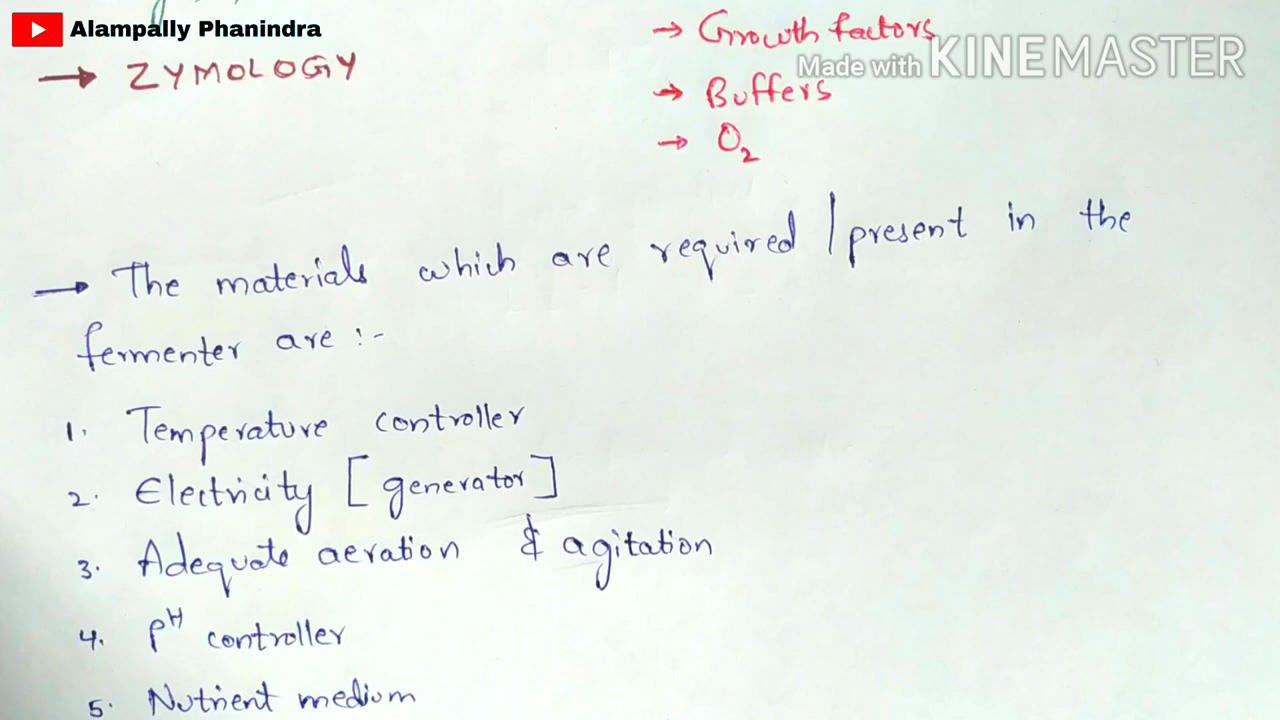 Alampally Phanindra
→ ZYMOLOGY
→ Growth factors
Made with KINEMASTER
→ Buffers
→ O₂
→ The materials which are required / present in the
fermenter are :-
1. Temperature controller
2. Electricity [generator]
3. Adequate aeration & agitation
4. pH controller
5. Nutrient medium